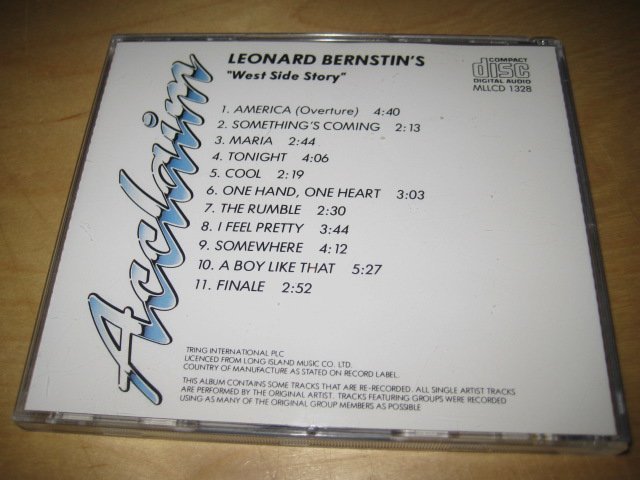 Acclaim
LEONARD BERNSTIN'S
"West Side Story"
COMPACT
disc
DIGITAL AUDIO
MLLCD 1328
1. AMERICA (Overture) 4:40
2. SOMETHING'S COMING 2:13
3. MARIA 2:44
4. TONIGHT 4:06
5. COOL 2:19
6. ONE HAND, ONE HEART 3:03
7. THE RUMBLE 2:30
8. I FEEL PRETTY 3:44
9. SOMEWHERE 4:12
10. A BOY LIKE THAT 5:27
11. FINALE 2:52
TRING INTERNATIONAL PLC
LICENCED FROM LONG ISLAND MUSIC CO. LTD.
COUNTRY OF MANUFACTURE AS STATED ON RECORD LABEL.
THIS ALBUM CONTAINS SOME TRACKS THAT ARE RE-RECORDED. ALL SINGLE ARTIST TRACKS
ARE PERFORMED BY THE ORIGINAL ARTIST. TRACKS FEATURING GROUPS WERE RECORDED
USING AS MANY OF THE ORIGINAL GROUP MEMBERS AS POSSIBLE